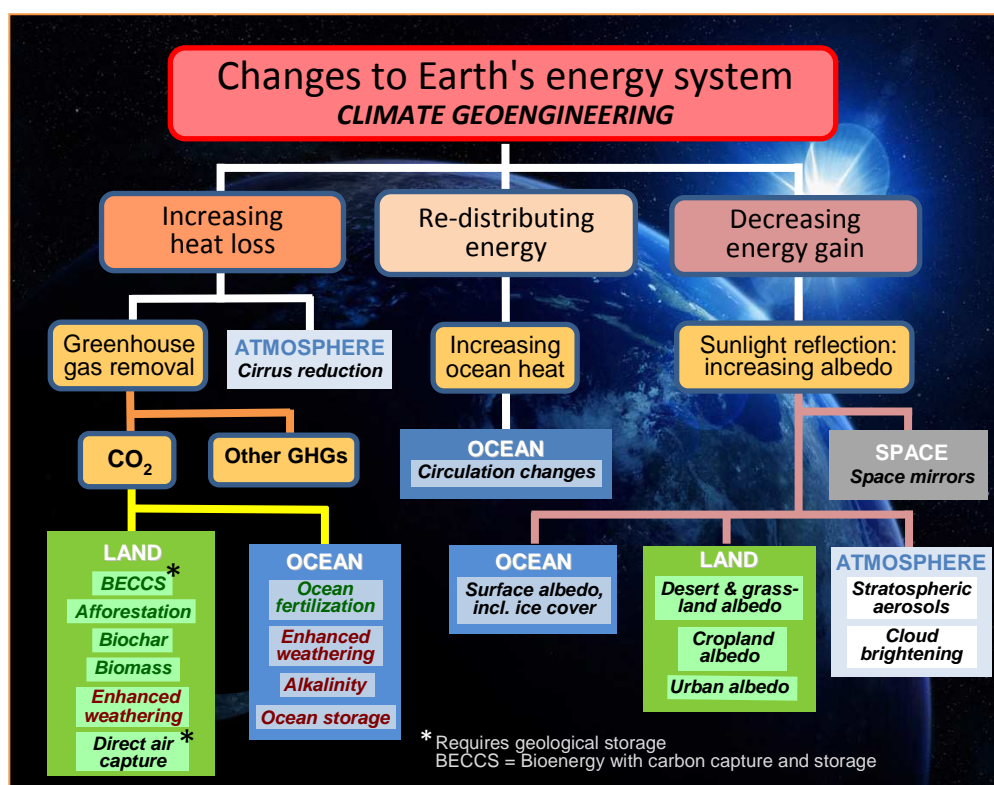 Changes to Earth's energy system
CLIMATE GEOENGINEERING
Increasing
heat loss
Re-distributing
energy
Decreasing
energy gain
Greenhouse
gas removal
ATMOSPHERE
Cirrus reduction
Increasing
ocean heat
Sunlight reflection:
increasing albedo
CO₂
Other GHGs
OCEAN
Circulation changes
SPACE
Space mirrors
LAND
BECCS*
Afforestation
Biochar
Biomass
Enhanced
weathering
Direct air *
capture
OCEAN
Ocean
fertilization
Enhanced
weathering
Alkalinity
Ocean storage
OCEAN
Surface albedo,
incl. ice cover
LAND
Desert & grass-
land albedo
Cropland
albedo
Urban albedo
ATMOSPHERE
Stratospheric
aerosols
Cloud
brightening
* Requires geological storage
BECCS = Bioenergy with carbon capture and storage